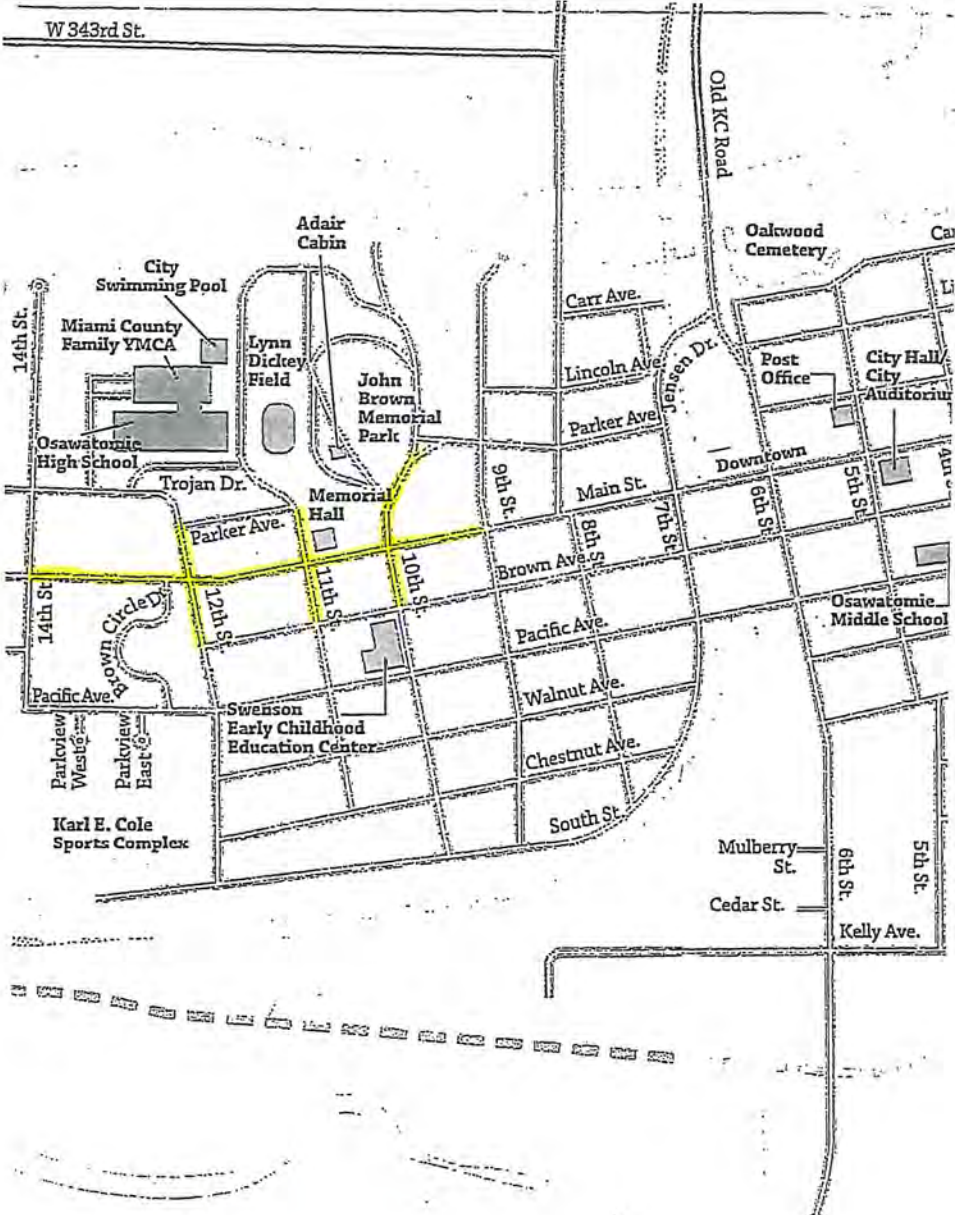 W 343rd St.
Old KC Road
Adair
Cabin
Oakwood
Cemetery
City
Swimming Pool
14th St.
Miami County
Family YMCA
Lynn
Dickey
Field
Carr Ave.
Lincoln Ave
Jensen Dr.
Post
Office
City Hall/
City
Auditorium
John
Brown
Memorial
Park
Parker Ave
Osawatomie
High School
Trojan Dr.
Downtown
Memorial
Hall
9th St.
Main St.
6th St.
5th St.
Parker Ave.
8th St.
7th St.
10th St.
11th St.
Brown Ave.
14th St.
Brown Circle Dr
12th St.
Osawatomie
Middle School
Pacific Ave.
Pacific Ave.
Walnut Ave.
Swenson
Early Childhood
Education Center
Parkview
West
Parkview
East
Chestnut Ave.
Karl E. Cole
Sports Complex
South St.
Mulberry
St.
6th St.
5th St.
Cedar St.
Kelly Ave.